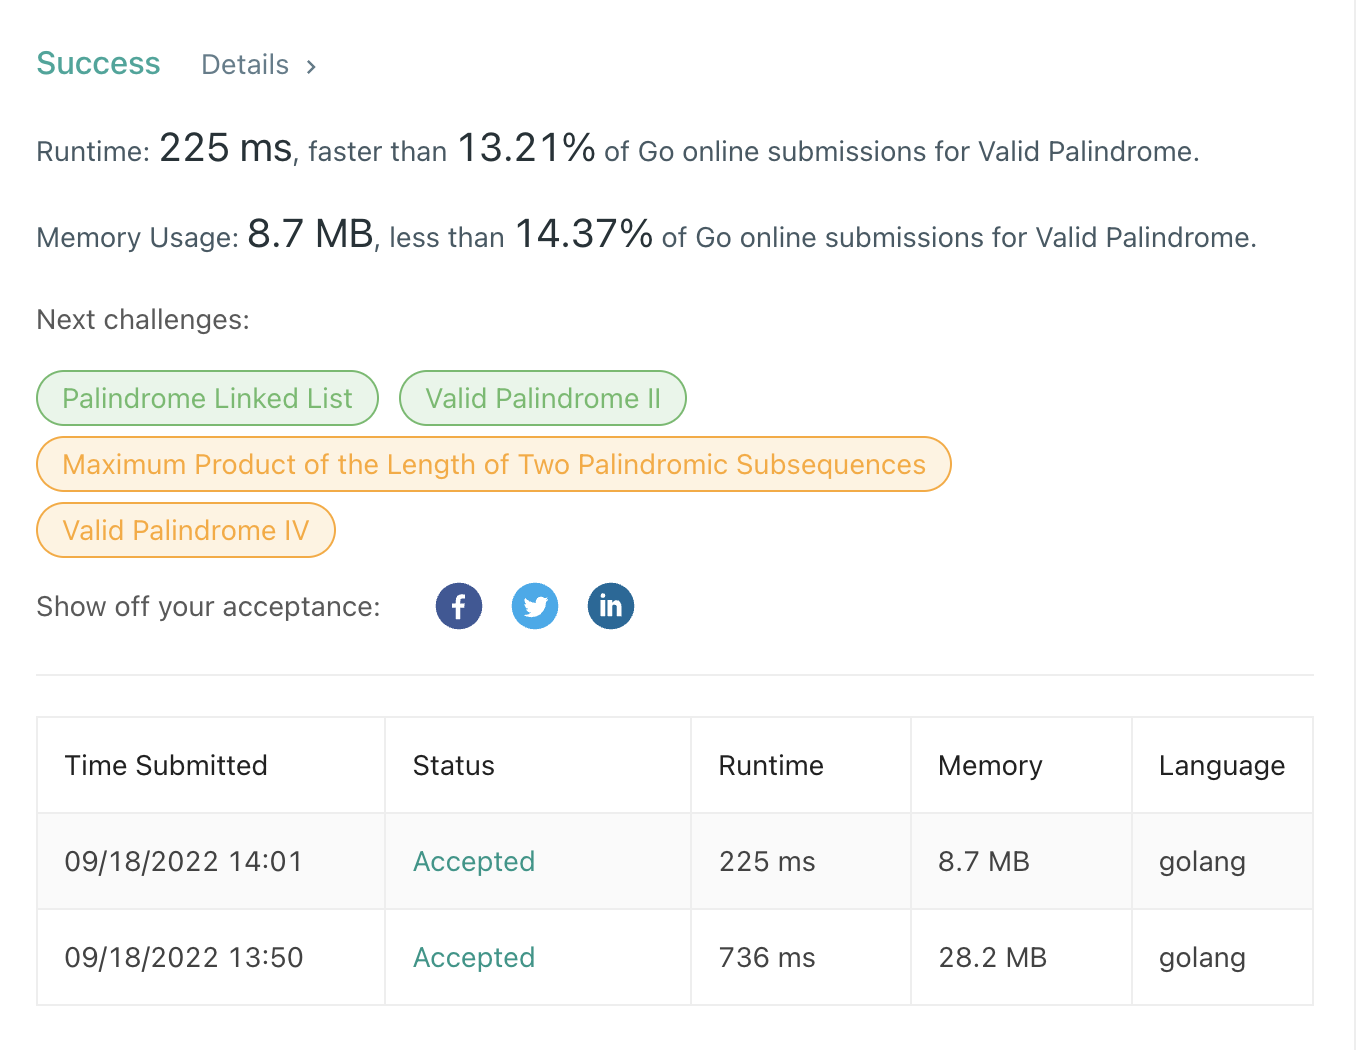 Success Details >
Runtime: 225 ms, faster than 13.21% of Go online submissions for Valid Palindrome.
Memory Usage: 8.7 MB, less than 14.37% of Go online submissions for Valid Palindrome.
Next challenges:
Palindrome Linked List Valid Palindrome II
Maximum Product of the Length of Two Palindromic Subsequences
Valid Palindrome IV
Show off your acceptance: f in
Time Submitted Status Runtime Memory Language
09/18/2022 14:01 Accepted 225 ms 8.7 MB golang
09/18/2022 13:50 Accepted 736 ms 28.2 MB golang